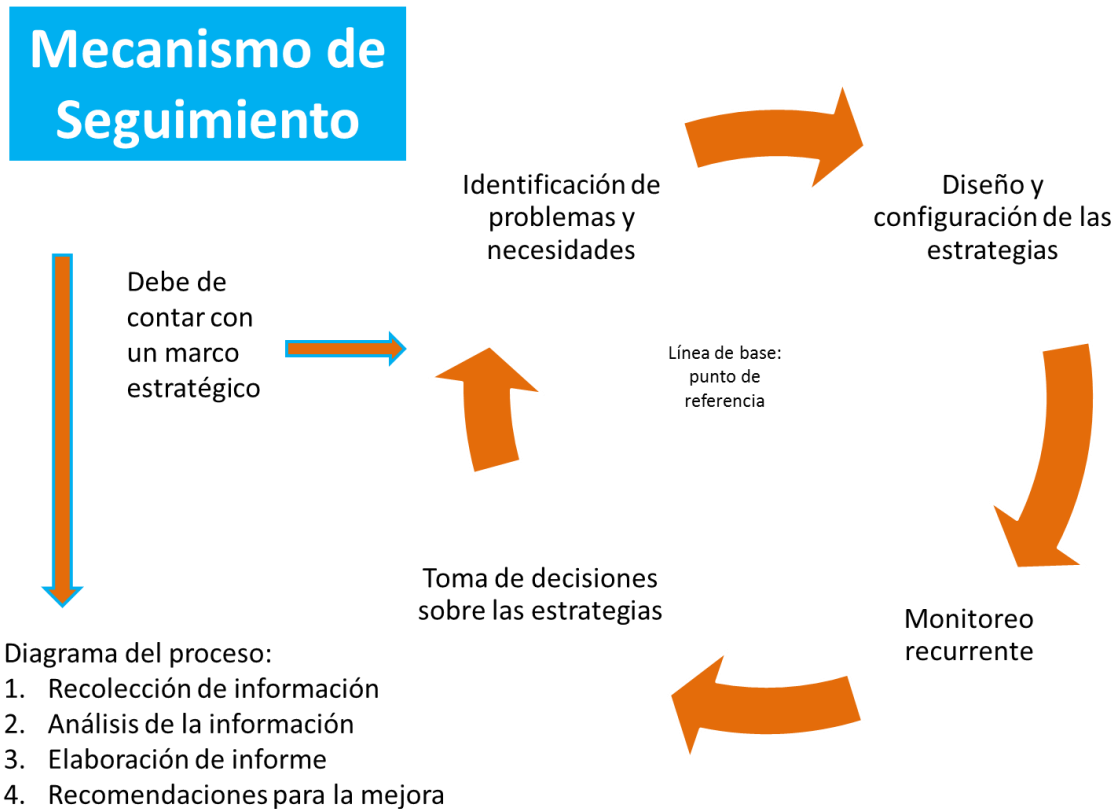 Mecanismo de
Seguimiento
Identificación de
problemas y
necesidades
Diseño y
configuración de las
estrategias
Debe de
contar con
un marco
estratégico
Línea de base:
punto de
referencia
Toma de decisiones
sobre las estrategias
Monitoreo
recurrente
Diagrama del proceso:
1. Recolección de información
2. Análisis de la información
3. Elaboración de informe
4. Recomendaciones para la mejora